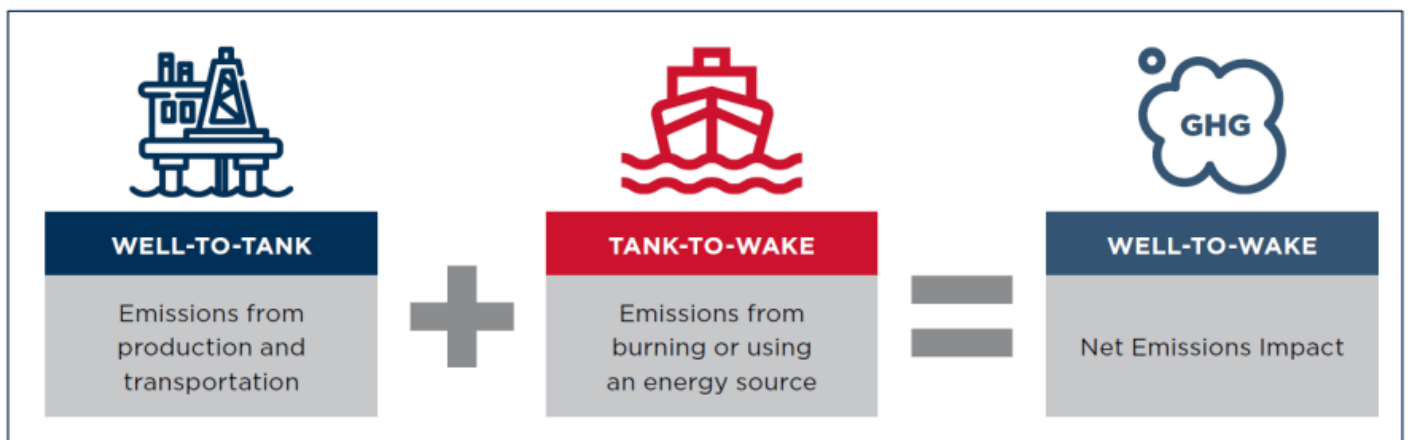 GHG
WELL-TO-TANK
TANK-TO-WAKE
WELL-TO-WAKE
Emissions from
production and
transportation
Emissions from
burning or using
an energy source
Net Emissions Impact